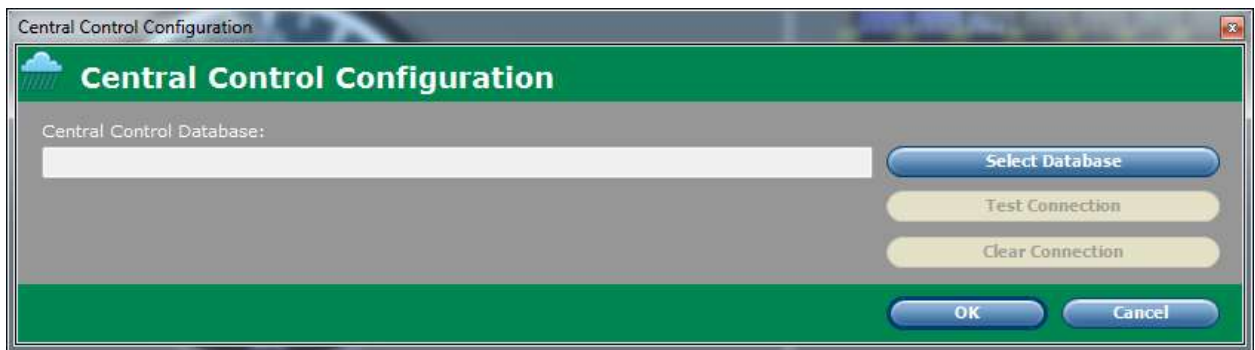 Central Control Configuration
Central Control Configuration
Central Control Database:
Select Database
Test Connection
Clear Connection
OK
Cancel